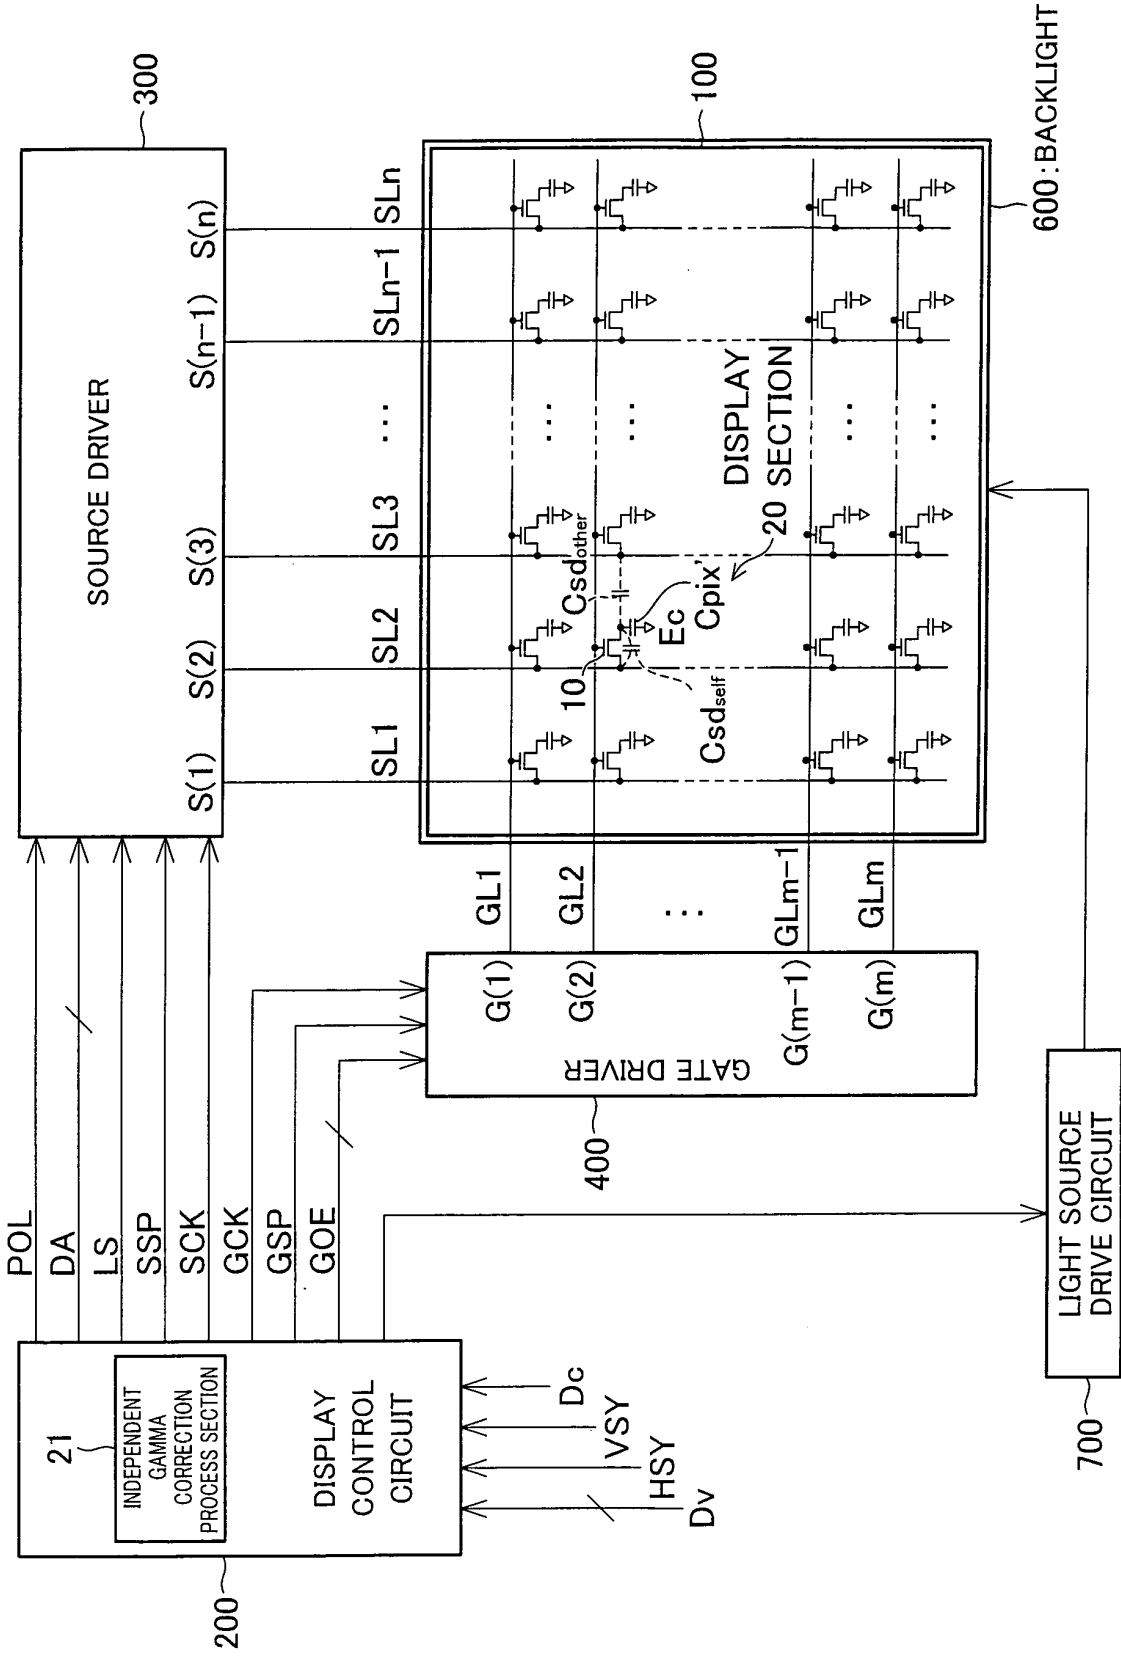 200
21
INDEPENDENT
GAMMA
CORRECTION
PROCESS SECTION
DISPLAY
CONTROL
CIRCUIT
Dv
HSY
VSY
Dc
POL
DA
LS
SSP
SCK
GCK
GSP
GOE
SOURCE DRIVER
300
S(1)
S(2)
S(3)
S(n-1)
S(n)
SL1
SL2
SL3
...
SLn-1
SLn
400
GATE DRIVER
G(1)
G(2)
G(m-1)
G(m)
GL1
GL2
...
GLm-1
GLm
100
10
Csdother
Csdself
Ec
Cpix'
20
DISPLAY
SECTION
... 
...
...
...
600:BACKLIGHT
700
LIGHT SOURCE
DRIVE CIRCUIT